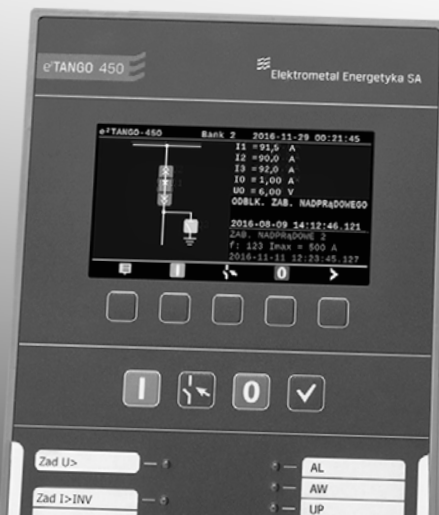 e²TANGO 450
Elektrometal Energetyka SA
e²TANGO-450 Bank 2 2016-11-29 00:21:45
I1 =91,5 A
I2 =90,0 A
I3 =92,0 A
I0 =1,00 A
U0 =6,00 V
ODBLK. ZAB. NADPRąDOWEGO
2016-08-09 14:12:46.121
ZAB. NADPRąDOWE 2
f: 123 Imax = 500 A
2016-11-11 12:23:45.127
I 0
I 0
Zad U>
Zad I>INV
AL
AW
UP